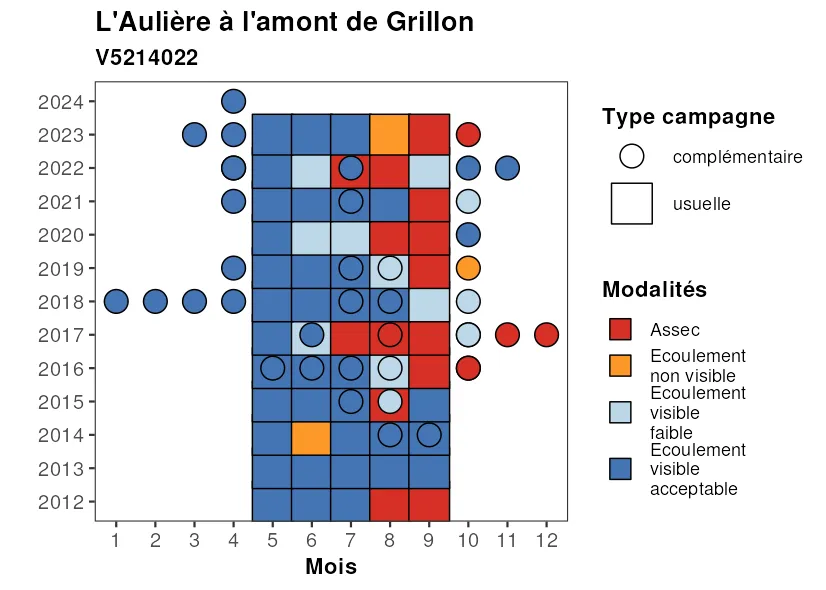 L'Aulière à l'amont de Grillon
V5214022
2024
2023
2022
2021
2020
2019
2018
2017
2016
2015
2014
2013
2012
1 2 3 4 5 6 7 8 9 10 11 12
Mois
Type campagne
complémentaire
usuelle
Modalités
Assec
Ecoulement
non visible
Ecoulement
visible
faible
Ecoulement
visible
acceptable